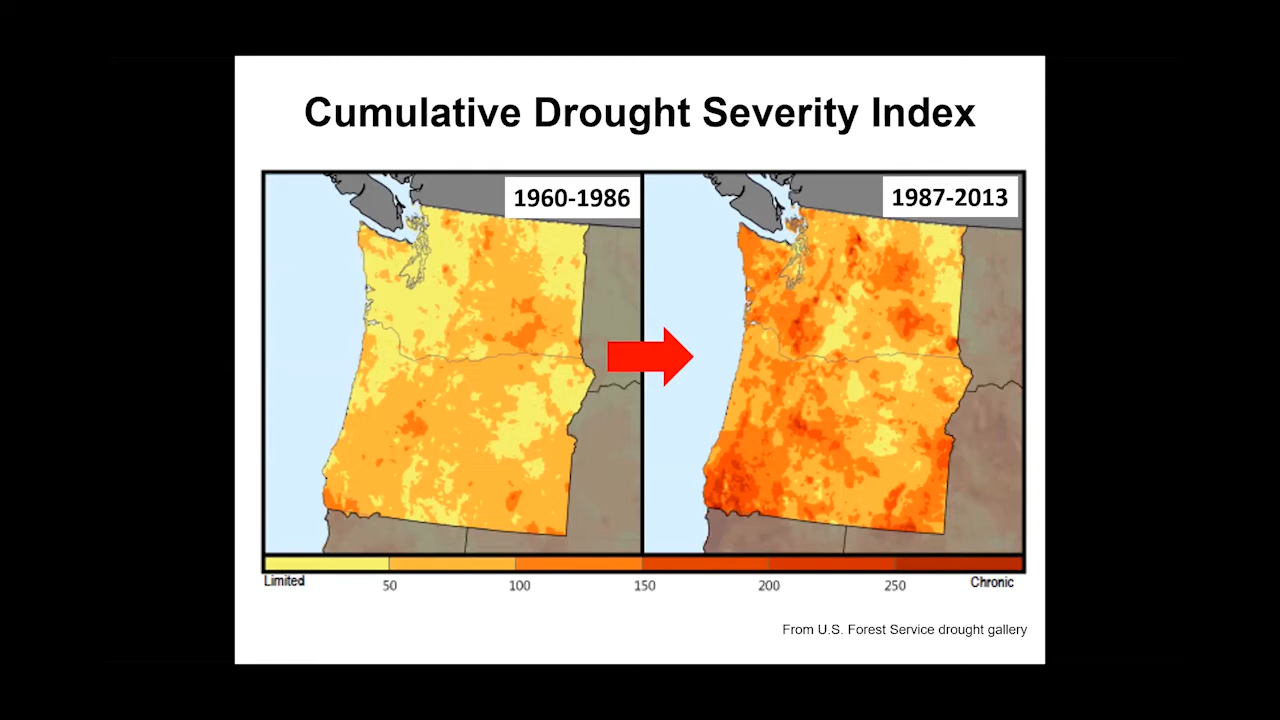 Cumulative Drought Severity Index
1960-1986
1987-2013
Limited
50
100
150
200
250
Chronic
From U.S. Forest Service drought gallery